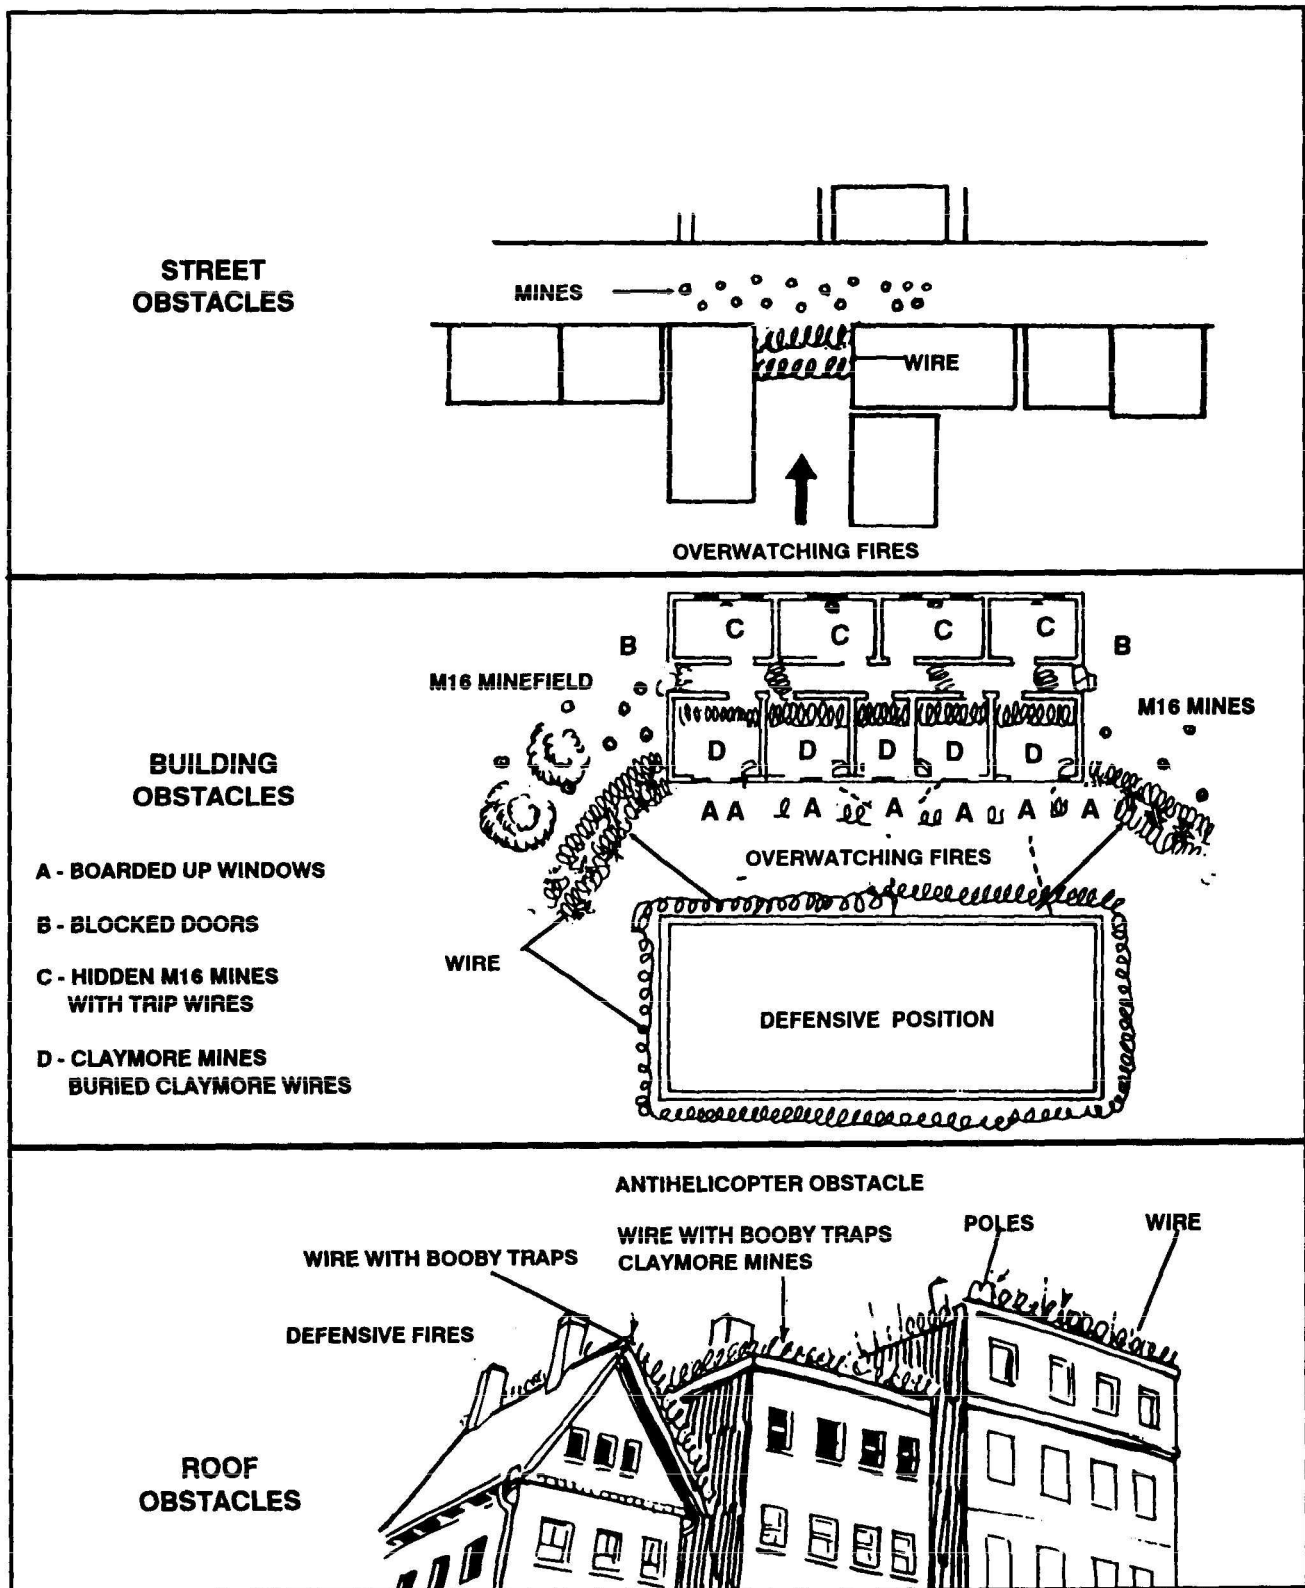 STREET
OBSTACLES
MINES
WIRE
OVERWATCHING FIRES
BUILDING
OBSTACLES
A - BOARDED UP WINDOWS
B - BLOCKED DOORS
C - HIDDEN M16 MINES
WITH TRIP WIRES
D - CLAYMORE MINES
BURIED CLAYMORE WIRES
B
C
C
C
C
B
M16 MINEFIELD
M16 MINES
D
D
D
D
D
A A A A A A A
OVERWATCHING FIRES
WIRE
DEFENSIVE POSITION
ANTIHELICOPTER OBSTACLE
WIRE WITH BOOBY TRAPS
WIRE WITH BOOBY TRAPS
CLAYMORE MINES
POLES
WIRE
DEFENSIVE FIRES
ROOF
OBSTACLES